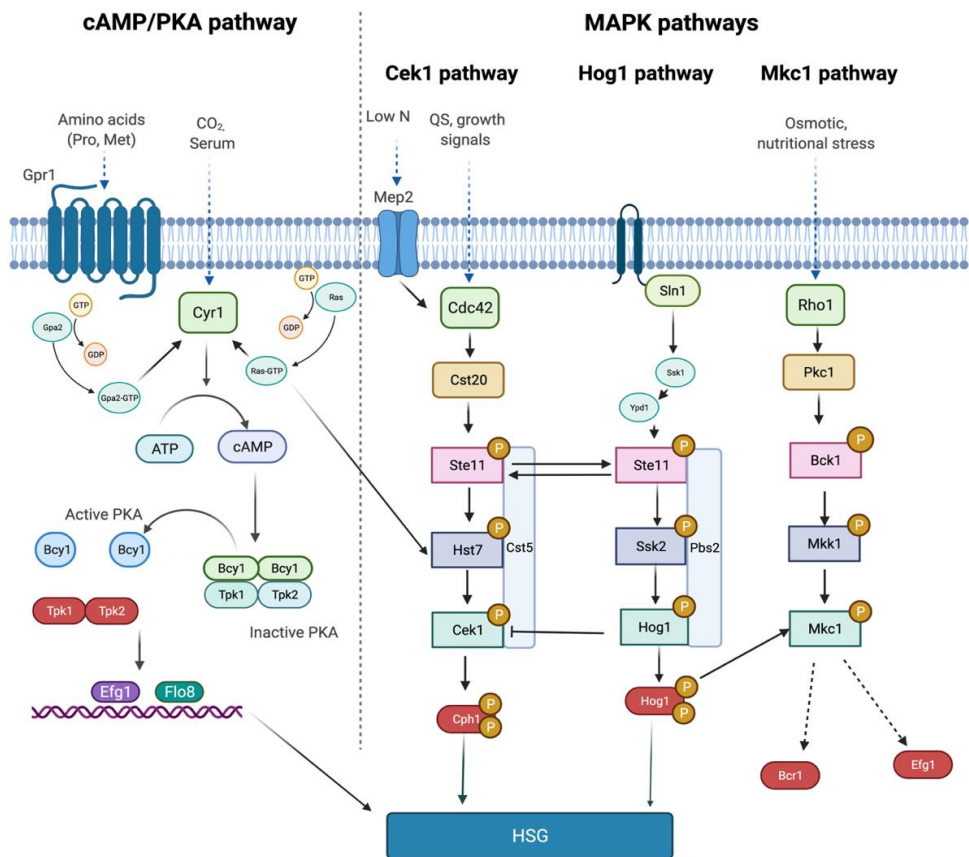 cAMP/PKA pathway
MAPK pathways
Cek1 pathway
Hog1 pathway
Mkc1 pathway
Amino acids
(Pro, Met)
CO₂,
Serum
Low N
QS, growth
signals
Osmotic,
nutritional stress
Gpr1
Mep2
GTP
Gpa2
GDP
Gpa2-GTP
Cyr1
GTP
Ras
GDP
Ras-GTP
ATP
cAMP
Active PKA
Bcy1
Bcy1
Bcy1
Bcy1
Tpk1
Tpk2
Inactive PKA
Tpk1
Tpk2
Efg1
Flo8
Cdc42
Cst20
Ste11
P
Hst7
P
Cst5
Cek1
P
Cph1
P
P
Sln1
Ssk1
Ypd1
Ste11
P
Ssk2
P
Pbs2
Hog1
P
Hog1
P
P
Rho1
Pkc1
Bck1
P
Mkk1
P
Mkc1
P
Bcr1
Efg1
HSG